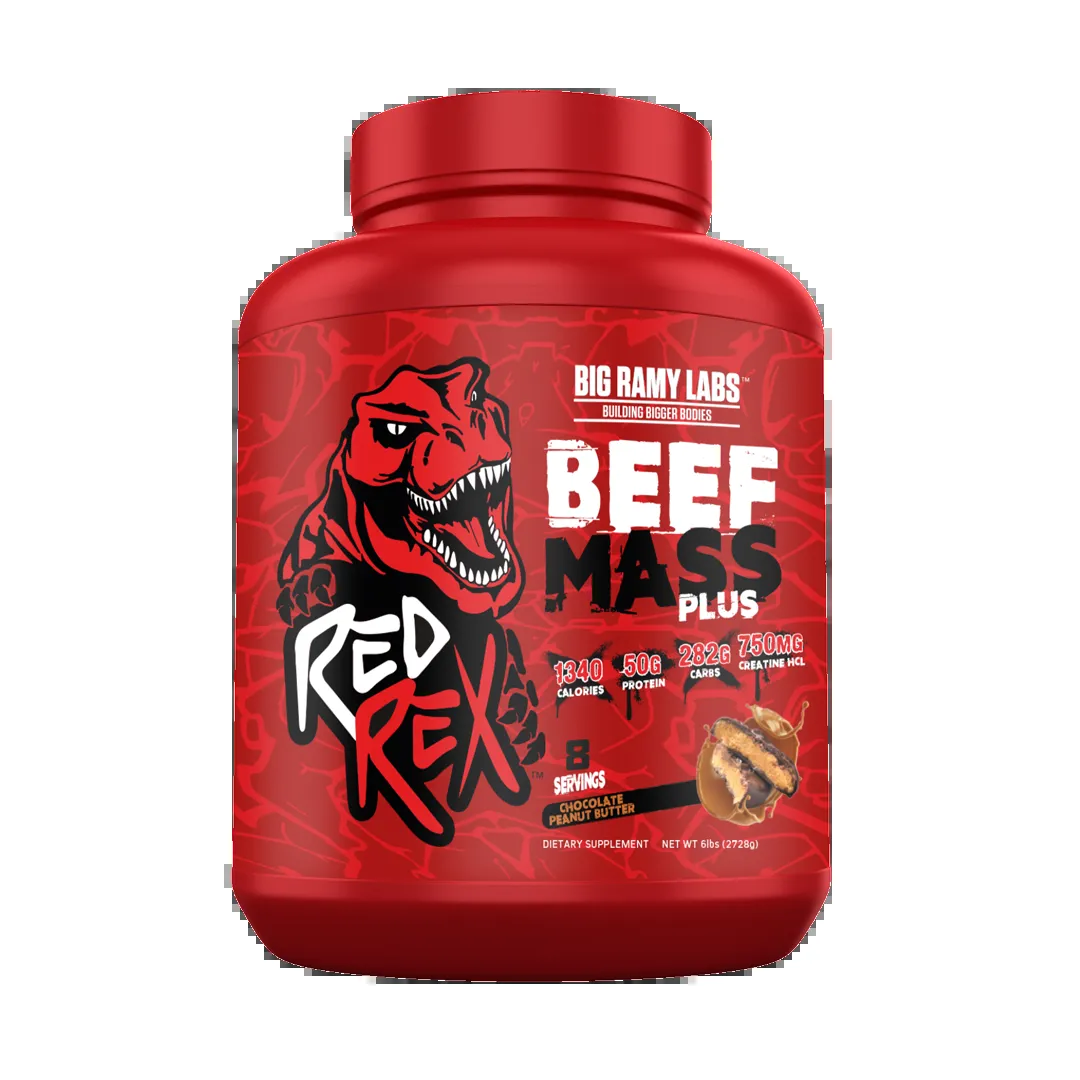 BIG RAMY LABS™
BUILDING BIGGER BODIES
BEEF
MASS
PLUS
RED
REX™
1340
CALORIES
50G
PROTEIN
282G
CARBS
750MG
CREATINE HCL
8
SERVINGS
CHOCOLATE
PEANUT BUTTER
DIETARY SUPPLEMENT NET WT 6lbs (2728g)